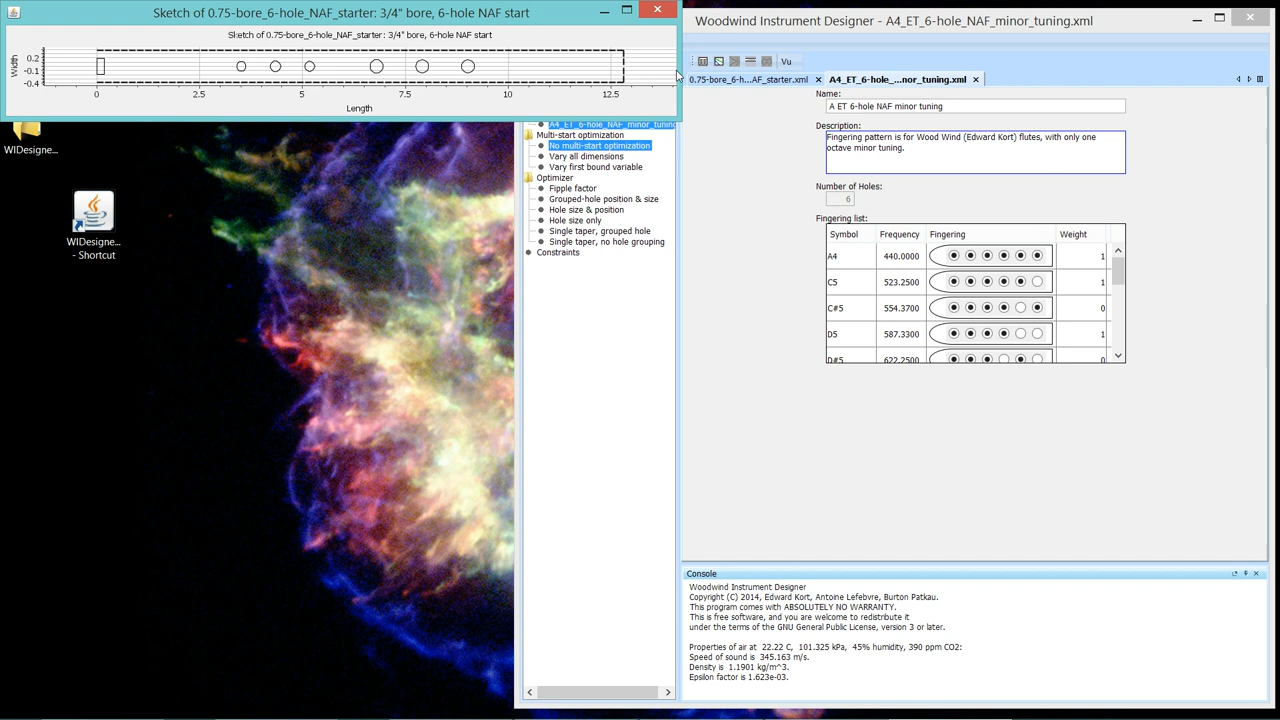 Sketch of 0.75-bore_6-hole_NAF_starter: 3/4" bore, 6-hole NAF start
Sketch of 0.75-bore_6-hole_NAF_starter: 3/4" bore, 6-hole NAF start
Width
0.2
-0.1
-0.4
0 2.5 5 7.5 10 12.5
Length
WIDesigne...
WIDesigne...
- Shortcut
Woodwind Instrument Designer - A4_ET_6-hole_NAF_minor_tuning.xml
Vu
0.75-bore_6-h...AF_starter.xml
A4_ET_6-hole_...nor_tuning.xml
A4_ET_6-hole_NAF_minor_tuning
Multi-start optimization
No multi-start optimization
Vary all dimensions
Vary first bound variable
Optimizer
Fipple factor
Grouped-hole position & size
Hole size & position
Hole size only
Single taper, grouped hole
Single taper, no hole grouping
Constraints
Name:
A ET 6-hole NAF minor tuning
Description:
Fingering pattern is for Wood Wind (Edward Kort) flutes, with only one
octave minor tuning.
Number of Holes:
6
Fingering list:
Symbol Frequency Fingering Weight
A4 440.0000 1
C5 523.2500 1
C#5 554.3700 0
D5 587.3300 1
D#5 622.2500 0
Console
Woodwind Instrument Designer
Copyright (C) 2014, Edward Kort, Antoine Lefebvre, Burton Patkau.
This program comes with ABSOLUTELY NO WARRANTY.
This is free software, and you are welcome to redistribute it
under the terms of the GNU General Public License, version 3 or later.
Properties of air at 22.22 C, 101.325 kPa, 45% humidity, 390 ppm CO2:
Speed of sound is 345.163 m/s.
Density is 1.1901 kg/m^3.
Epsilon factor is 1.623e-03.